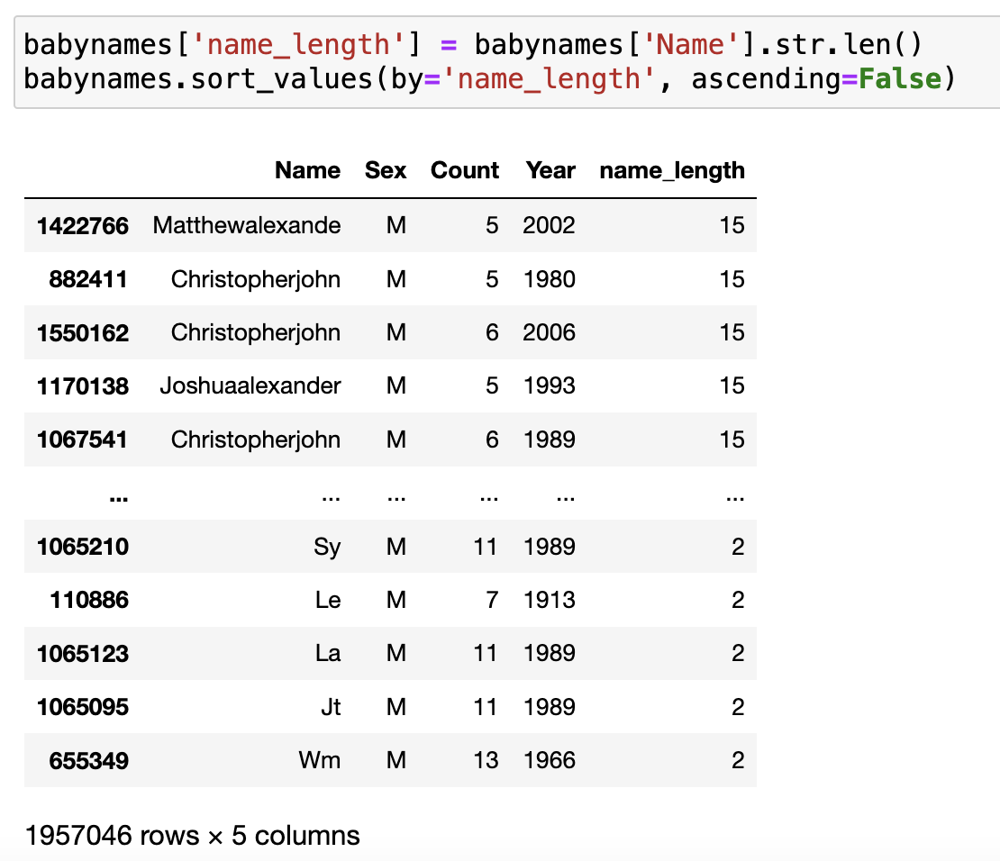 babynames['name_length'] = babynames['Name'].str.len()
babynames.sort_values(by='name_length', ascending=False)
Name Sex Count Year name_length
1422766 Matthewalexande M 5 2002 15
882411 Christopherjohn M 5 1980 15
1550162 Christopherjohn M 6 2006 15
1170138 Joshuaalexander M 5 1993 15
1067541 Christopherjohn M 6 1989 15
... ... ... ... ... ...
1065210 Sy M 11 1989 2
110886 Le M 7 1913 2
1065123 La M 11 1989 2
1065095 Jt M 11 1989 2
655349 Wm M 13 1966 2
1957046 rows × 5 columns